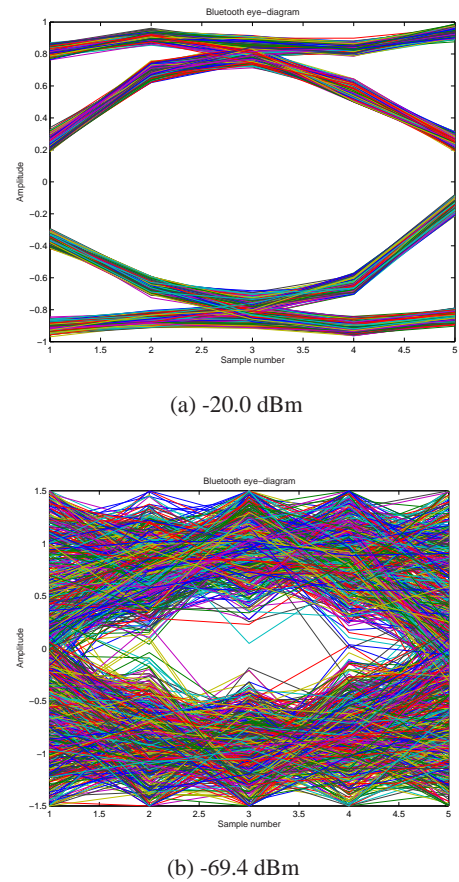 Bluetooth eye−diagram
1
0.8
0.6
0.4
0.2
0
−0.2
−0.4
−0.6
−0.8
−1
Amplitude
1 1.5 2 2.5 3 3.5 4 4.5 5
Sample number
(a) -20.0 dBm
Bluetooth eye−diagram
1.5
1
0.5
0
−0.5
−1
−1.5
Amplitude
1 1.5 2 2.5 3 3.5 4 4.5 5
Sample number
(b) -69.4 dBm